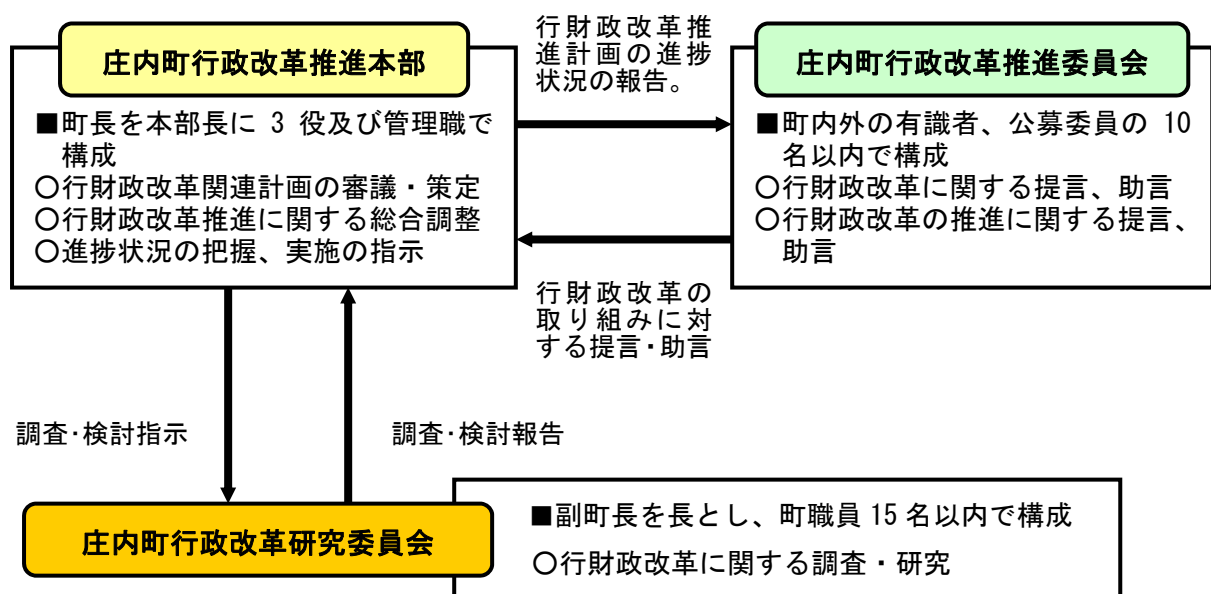 庄内町行政改革推進本部
■町長を本部長に 3 役及び管理職で
構成
〇行財政改革関連計画の審議・策定
〇行財政改革推進に関する総合調整
〇進捗状況の把握、実施の指示
行財政改革推
進計画の進捗
状況の報告。
庄内町行政改革推進委員会
■町内外の有識者、公募委員の 10
名以内で構成
〇行財政改革に関する提言、助言
〇行財政改革の推進に関する提言、
助言
行財政改革の
取り組みに対
する提言・助言
調査・検討指示
調査・検討報告
庄内町行政改革研究委員会
■副町長を長とし、町職員 15 名以内で構成
〇行財政改革に関する調査・研究